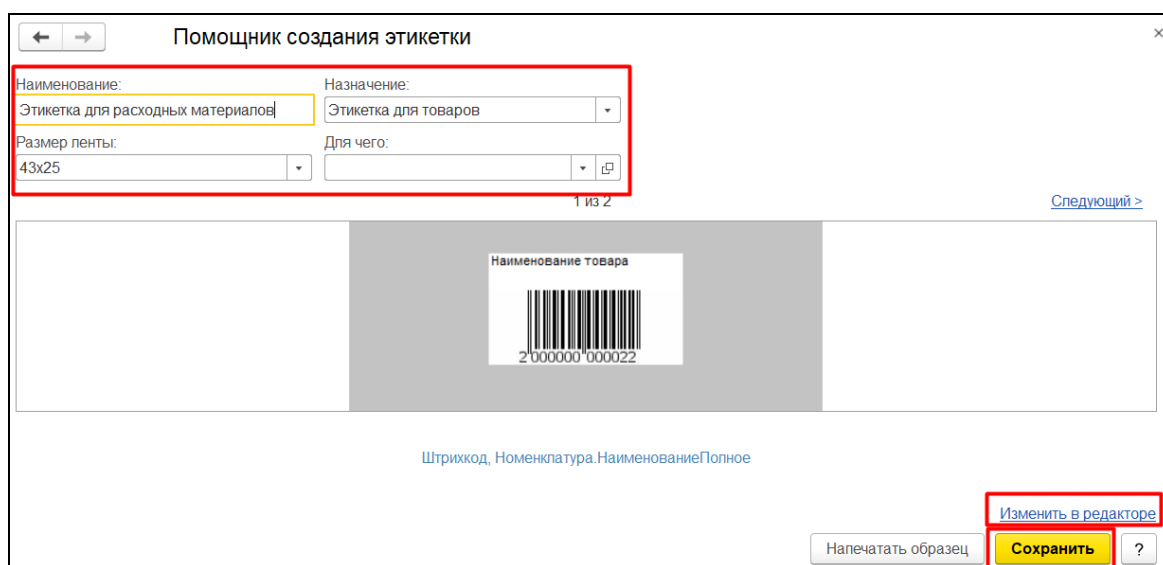 Помощник создания этикетки
Наименование: Назначение:
Этикетка для расходных материалов Этикетка для товаров
Размер ленты: Для чего:
43x25
1 из 2 Следующий >
Наименование товара
2 000000 000022
Штрихкод, Номенклатура.НаименованиеПолное
Изменить в редакторе
Напечатать образец Сохранить ?